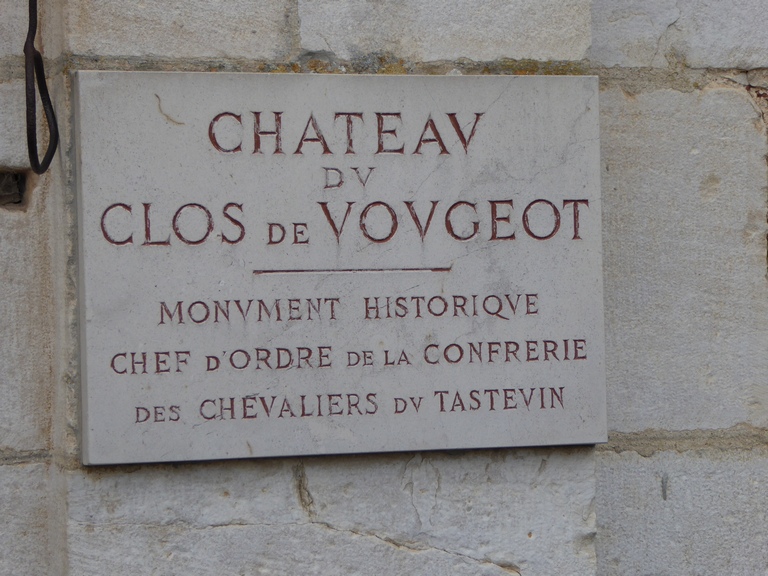 CHATEAV
DV
CLOS DE VOVGEOT
MONVMENT HISTORIQVE
CHEF D'ORDRE DE LA CONFRERIE
DES CHEVALIERS DV TASTEVIN